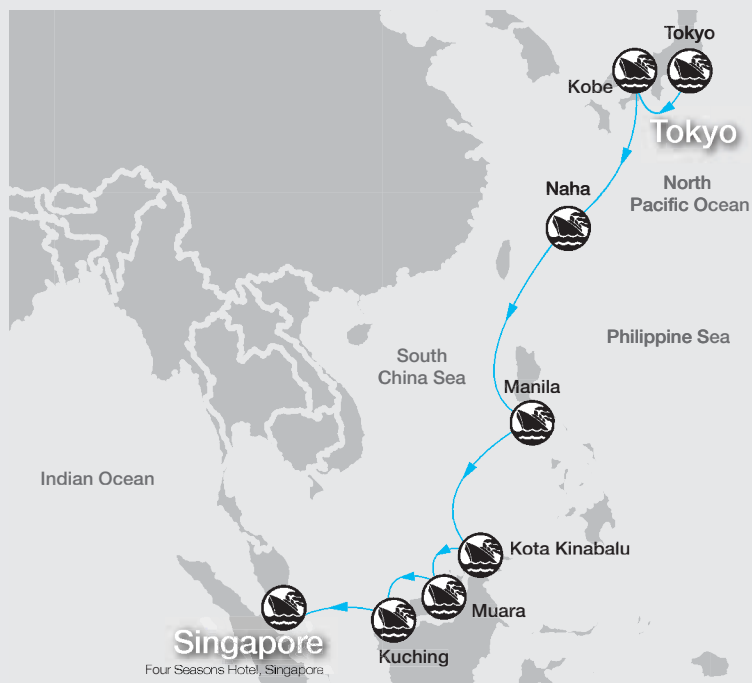 Tokyo
Kobe
Tokyo
North
Pacific Ocean
Naha
Philippine Sea
South
China Sea
Manila
Indian Ocean
Kota Kinabalu
Muara
Singapore
Kuching
Four Seasons Hotel, Singapore